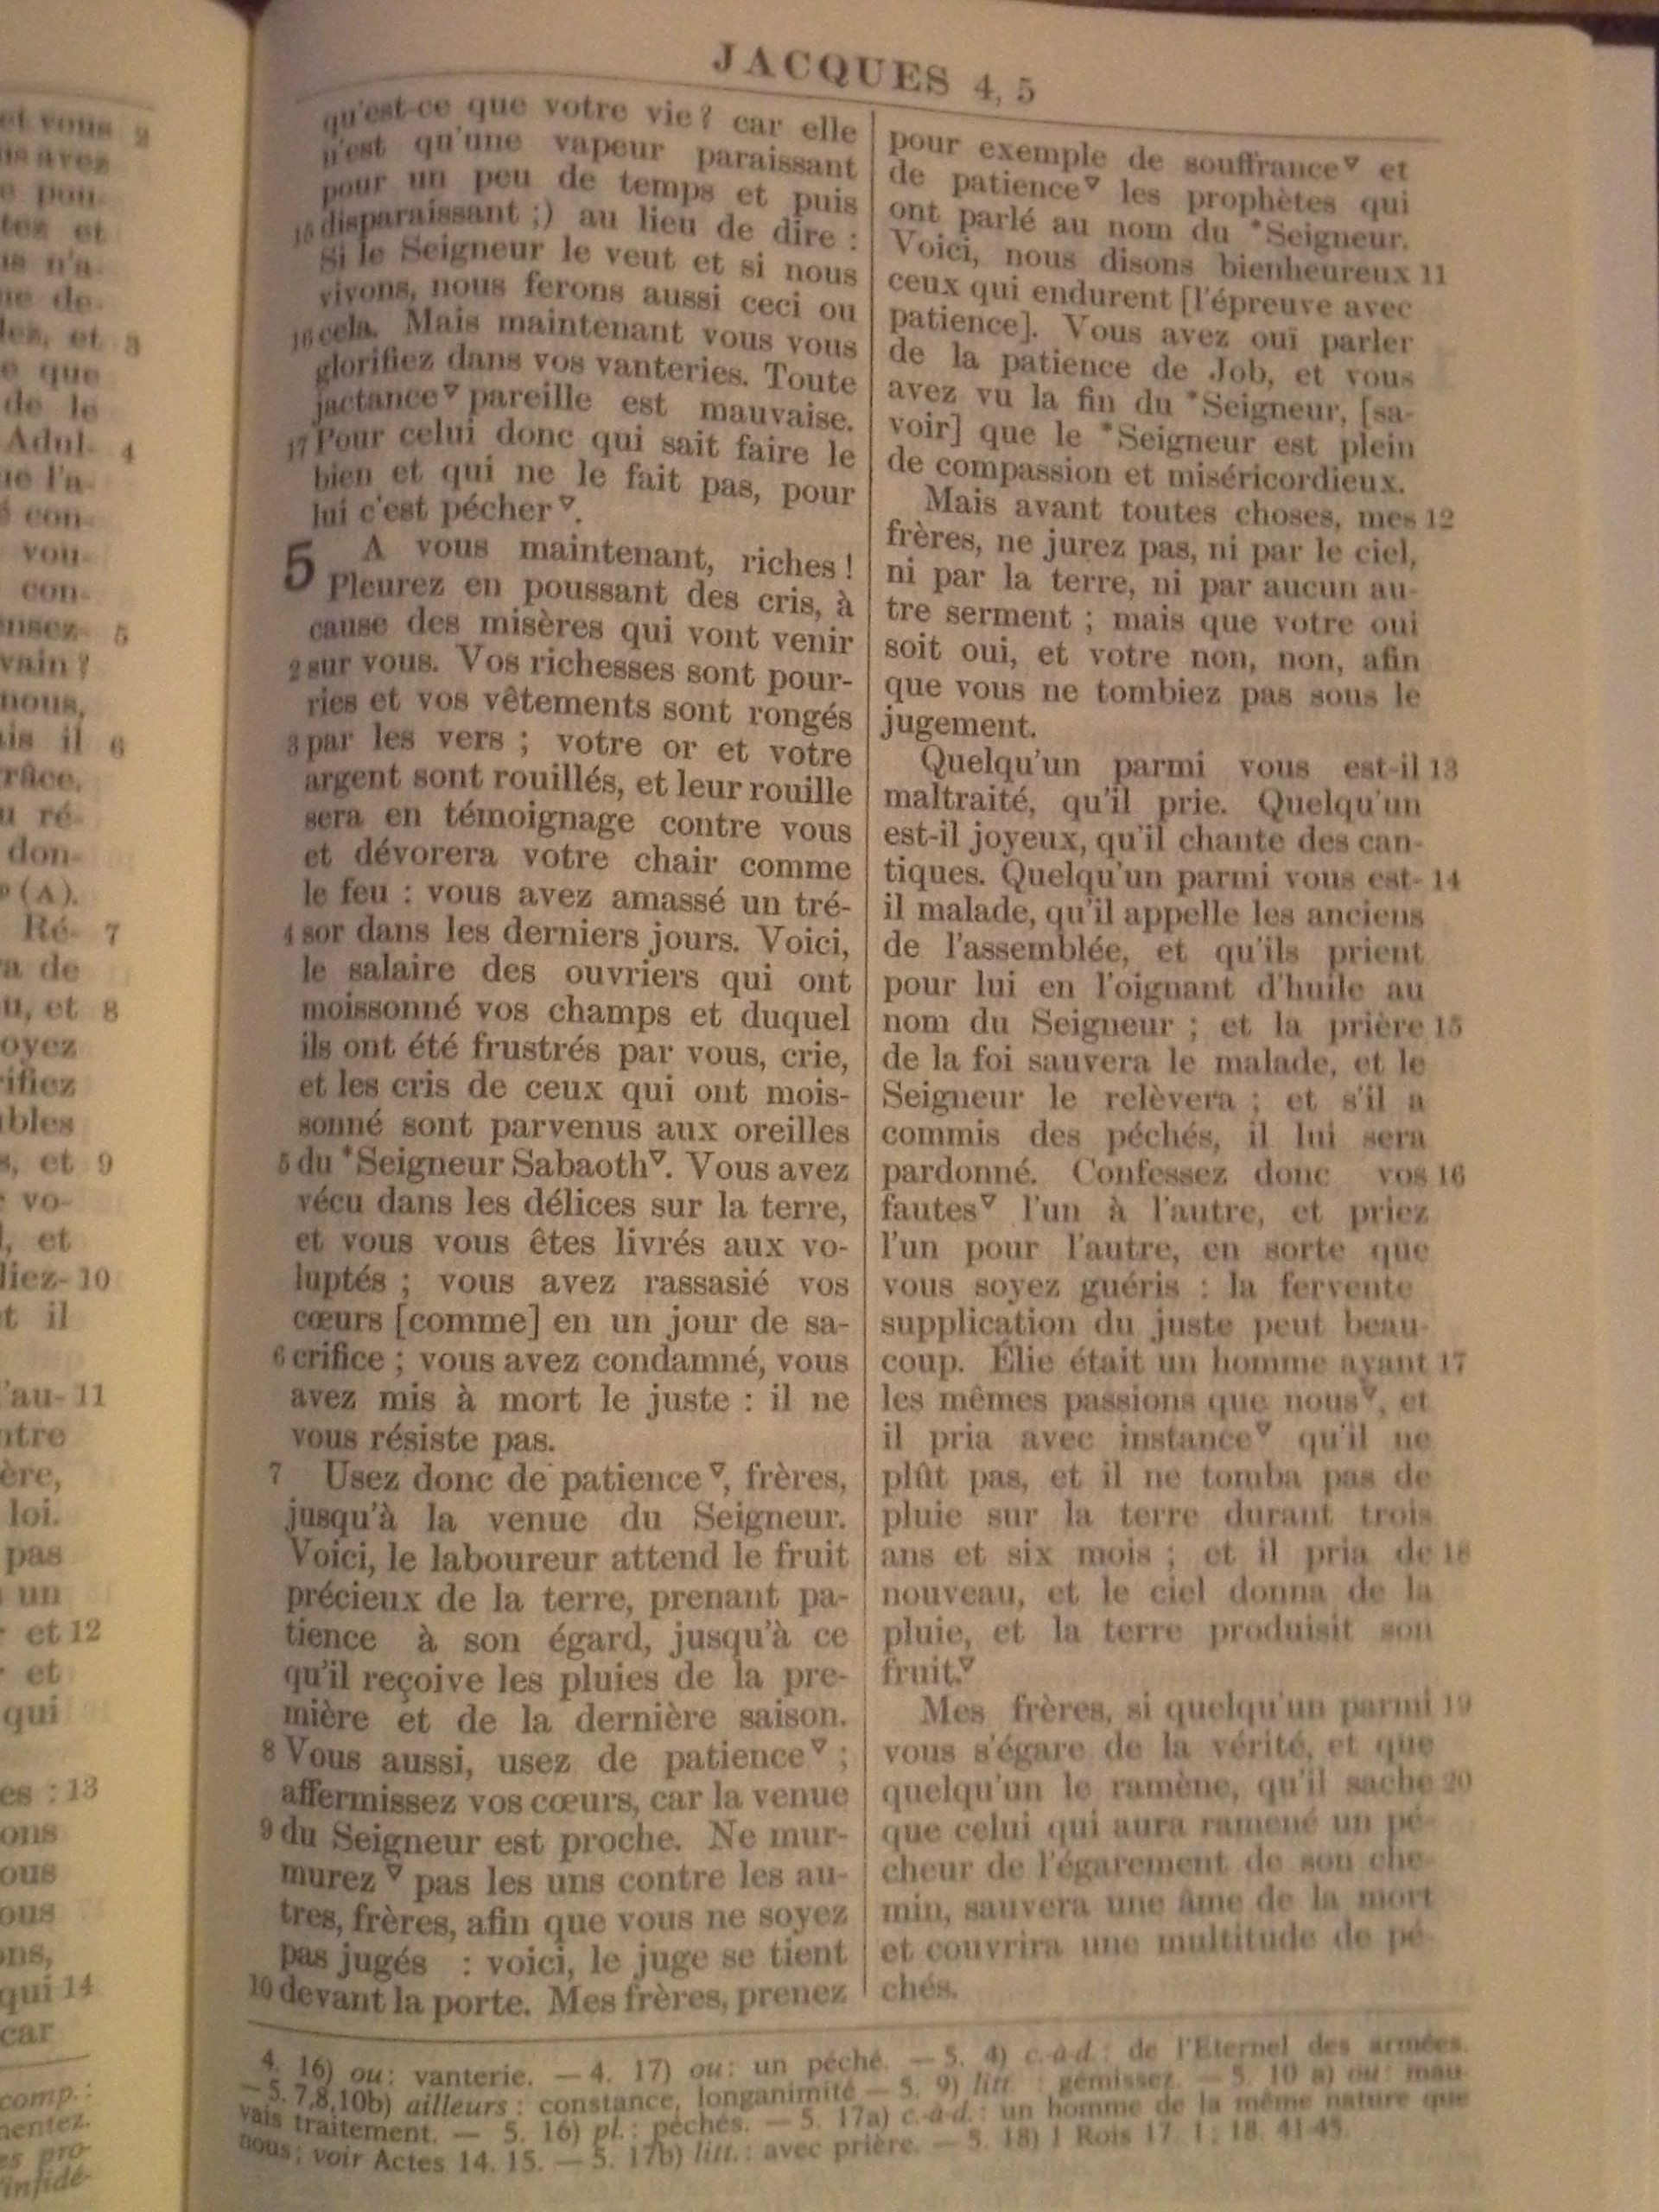 JACQUES 4, 5
qu'est-ce que votre vie ? car elle
n'est qu'une vapeur paraissant
pour un peu de temps et puis
15 disparaissant ;) au lieu de dire :
Si le Seigneur le veut et si nous
vivons, nous ferons aussi ceci ou
16 cela. Mais maintenant vous vous
glorifiez dans vos vanteries. Toute
jactance▽ pareille est mauvaise.
17 Pour celui donc qui sait faire le
bien et qui ne le fait pas, pour
lui c'est pécher▽.
5 A vous maintenant, riches !
Pleurez en poussant des cris, à
cause des misères qui vont venir
2 sur vous. Vos richesses sont pour-
ries et vos vêtements sont rongés
3 par les vers ; votre or et votre
argent sont rouillés, et leur rouille
sera en témoignage contre vous
et dévorera votre chair comme
le feu : vous avez amassé un tré-
4 sor dans les derniers jours. Voici,
le salaire des ouvriers qui ont
moissonné vos champs et duquel
ils ont été frustrés par vous, crie,
et les cris de ceux qui ont mois-
sonné sont parvenus aux oreilles
5 du *Seigneur Sabaoth▽. Vous avez
vécu dans les délices sur la terre,
et vous vous êtes livrés aux vo-
luptés ; vous avez rassasié vos
cœurs [comme] en un jour de sa-
6 crifice ; vous avez condamné, vous
avez mis à mort le juste : il ne
vous résiste pas.
7 Usez donc de patience▽, frères,
jusqu'à la venue du Seigneur.
Voici, le laboureur attend le fruit
précieux de la terre, prenant pa-
tience à son égard, jusqu'à ce
qu'il reçoive les pluies de la pre-
mière et de la dernière saison.
8 Vous aussi, usez de patience▽ ;
affermissez vos cœurs, car la venue
9 du Seigneur est proche. Ne mur-
murez▽ pas les uns contre les au-
tres, frères, afin que vous ne soyez
pas jugés : voici, le juge se tient
10 devant la porte. Mes frères, prenez
pour exemple de souffrance▽ et
de patience▽ les prophètes qui
ont parlé au nom du *Seigneur.
Voici, nous disons bienheureux 11
ceux qui endurent [l'épreuve avec
patience]. Vous avez ouï parler
de la patience de Job, et vous
avez vu la fin du *Seigneur, [sa-
voir] que le *Seigneur est plein
de compassion et miséricordieux.
Mais avant toutes choses, mes 12
frères, ne jurez pas, ni par le ciel,
ni par la terre, ni par aucun au-
tre serment ; mais que votre oui
soit oui, et votre non, non, afin
que vous ne tombiez pas sous le
jugement.
Quelqu'un parmi vous est-il 13
maltraité, qu'il prie. Quelqu'un
est-il joyeux, qu'il chante des can-
tiques. Quelqu'un parmi vous est- 14
il malade, qu'il appelle les anciens
de l'assemblée, et qu'ils prient
pour lui en l'oignant d'huile au
nom du Seigneur ; et la prière 15
de la foi sauvera le malade, et le
Seigneur le relèvera ; et s'il a
commis des péchés, il lui sera
pardonné. Confessez donc vos 16
fautes▽ l'un à l'autre, et priez
l'un pour l'autre, en sorte que
vous soyez guéris : la fervente
supplication du juste peut beau-
coup. Élie était un homme ayant 17
les mêmes passions que nous▽, et
il pria avec instance▽ qu'il ne
plût pas, et il ne tomba pas de
pluie sur la terre durant trois
ans et six mois ; et il pria de 18
nouveau, et le ciel donna de la
pluie, et la terre produisit son
fruit.▽
Mes frères, si quelqu'un parmi 19
vous s'égare de la vérité, et que
quelqu'un le ramène, qu'il sache 20
que celui qui aura ramené un pé-
cheur de l'égarement de son che-
min, sauvera une âme de la mort
et couvrira une multitude de pé-
chés.
4. 16) ou : vanterie. — 4. 17) ou : un péché. — 5. 4) c.-à-d. : de l'Eternel des armées.
— 5. 7,8,10b) ailleurs : constance, longanimité — 5. 9) litt. : gémissez. — 5. 10 a) ou : mau-
vais traitement. — 5. 16) pl. : péchés. — 5. 17a) c.-à-d. : un homme de la même nature que
nous ; voir Actes 14. 15. — 5. 17b) litt. : avec prière. — 5. 18) 1 Rois 17. 1 ; 18. 41-45.